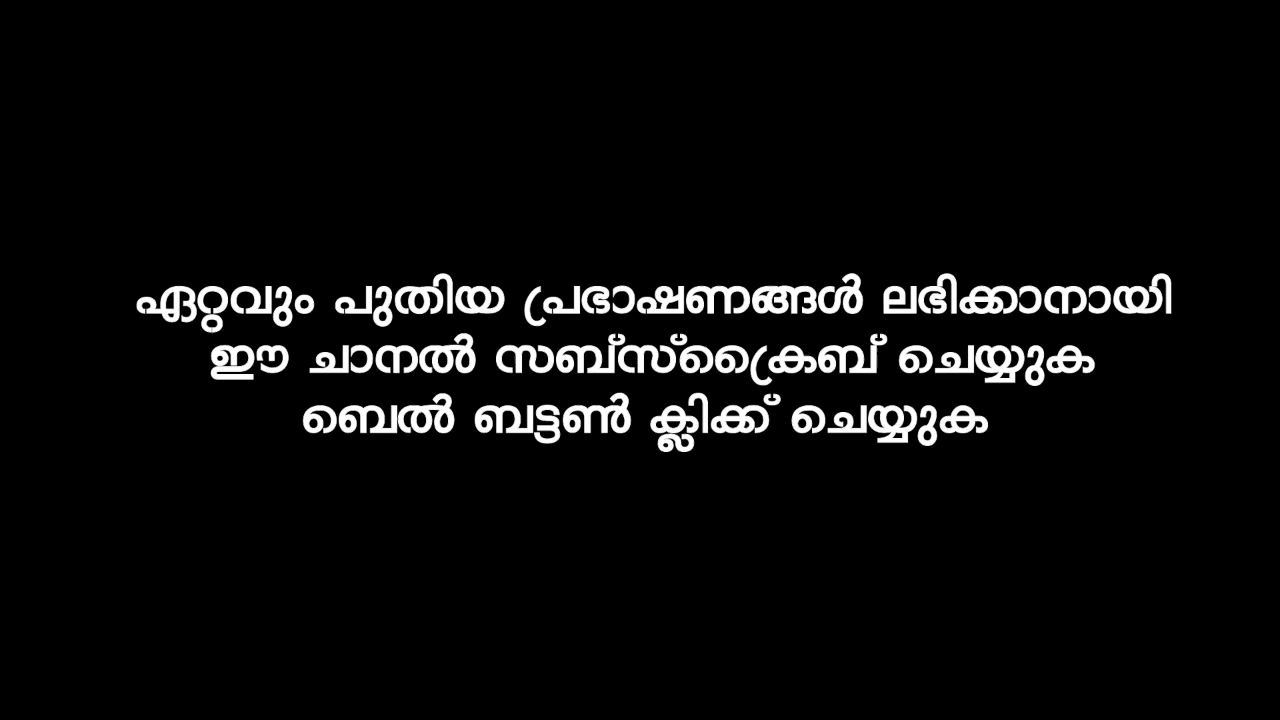 ഏറ്റവും പുതിയ പ്രഭാഷണങ്ങൾ ലഭിക്കാനായി
ഈ ചാനൽ സബ്സ്ക്രൈബ് ചെയ്യുക
ബെൽ ബട്ടൺ ക്ലിക്ക് ചെയ്യുക